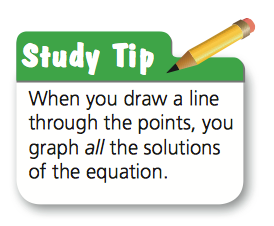 Study Tip
When you draw a line
through the points, you
graph all the solutions
of the equation.